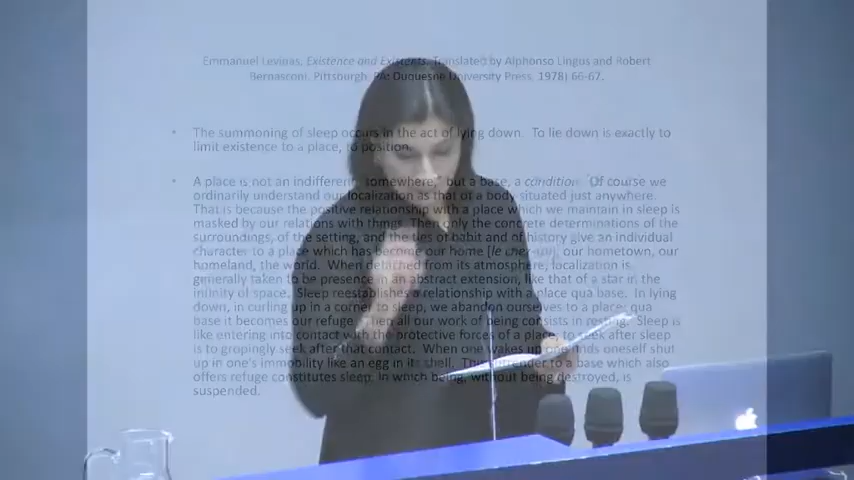 Emmanuel Levinas, Existence and Existents. Translated by Alphonso Lingus and Robert
Bernasconi. Pittsburgh, PA: Duquesne University Press, 1978) 66-67.
• The summoning of sleep occurs in the act of lying down. To lie down is exactly to
limit existence to a place, to position.
• A place is not an indifferent somewhere, but a base, a condition. Of course we
ordinarily understand our localization as that of a body situated just anywhere.
That is because the positive relationship with a place which we maintain in sleep is
masked by our relations with things. Then only the concrete determinations of the
surroundings, of the setting, and the ties of habit and of history give an individual
character to a place which has become our home [le chez-soi], our hometown, our
homeland, the world. When detached from its atmosphere, localization is
generally taken to be presence in an abstract extension, like that of a star in the
infinity of space. Sleep reestablishes a relationship with a place qua base. In lying
down, in curling up in a corner to sleep, we abandon ourselves to a place; qua
base it becomes our refuge. Then all our work of being consists in resting. Sleep is
like entering into contact with the protective forces of a place; to seek after sleep
is to gropingly seek after that contact. When one wakes up one finds oneself shut
up in one's immobility like an egg in its shell. This surrender to a base which also
offers refuge constitutes sleep, in which being, without being destroyed, is
suspended.